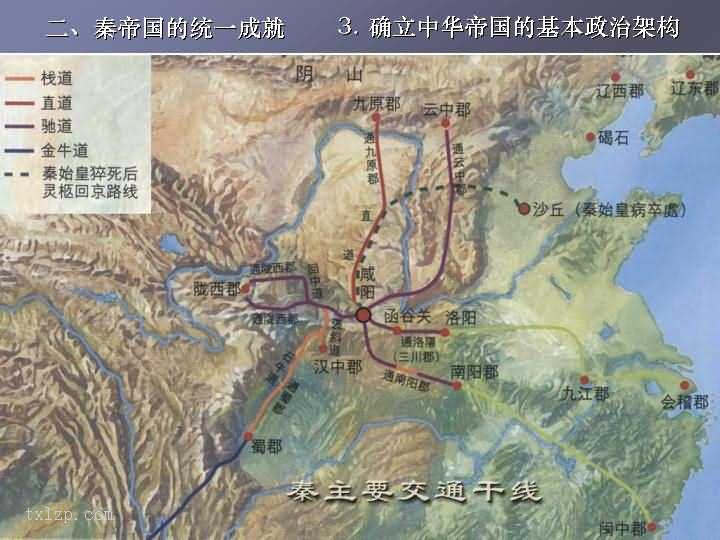 二、秦帝国的统一成就
3. 确立中华帝国的基本政治架构
栈道
直道
驰道
金牛道
秦始皇猝死后
灵柩回京路线
阴 山
九原郡
云中郡
辽西郡
辽东郡
碣石
通九原郡
直
道
通云中郡
沙丘（秦始皇病卒處）
通陇西郡
回中道
陇西郡
通陇西郡
咸阳
函谷关
洛阳
通洛陽
（三川郡）
汉中郡
通南阳郡
南阳郡
九江郡
会稽郡
石牛道
通蜀郡
蜀郡
秦主要交通干线
闽中郡
txlzp.com